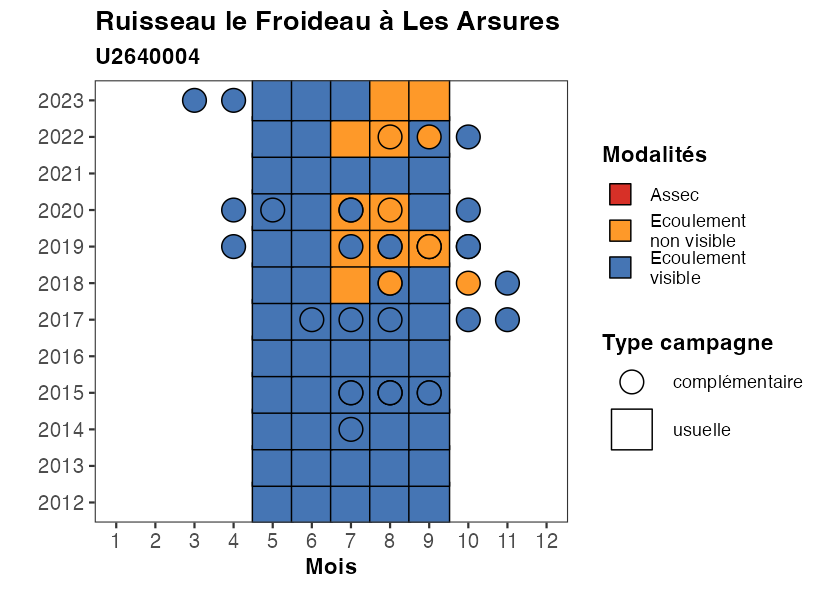 Ruisseau le Froideau à Les Arsures
U2640004
2023
2022
2021
2020
2019
2018
2017
2016
2015
2014
2013
2012
1 2 3 4 5 6 7 8 9 10 11 12
Mois
Modalités
Assec
Ecoulement
non visible
Ecoulement
visible
Type campagne
complémentaire
usuelle